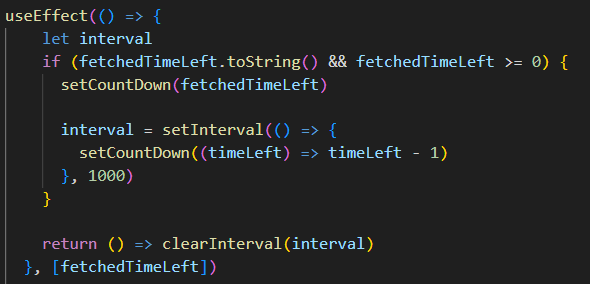 useEffect(() => {
let interval
if (fetchedTimeLeft.toString() && fetchedTimeLeft >= 0) {
setCountDown(fetchedTimeLeft)
interval = setInterval(() => {
setCountDown((timeLeft) => timeLeft - 1)
}, 1000)
}
return () => clearInterval(interval)
}, [fetchedTimeLeft])